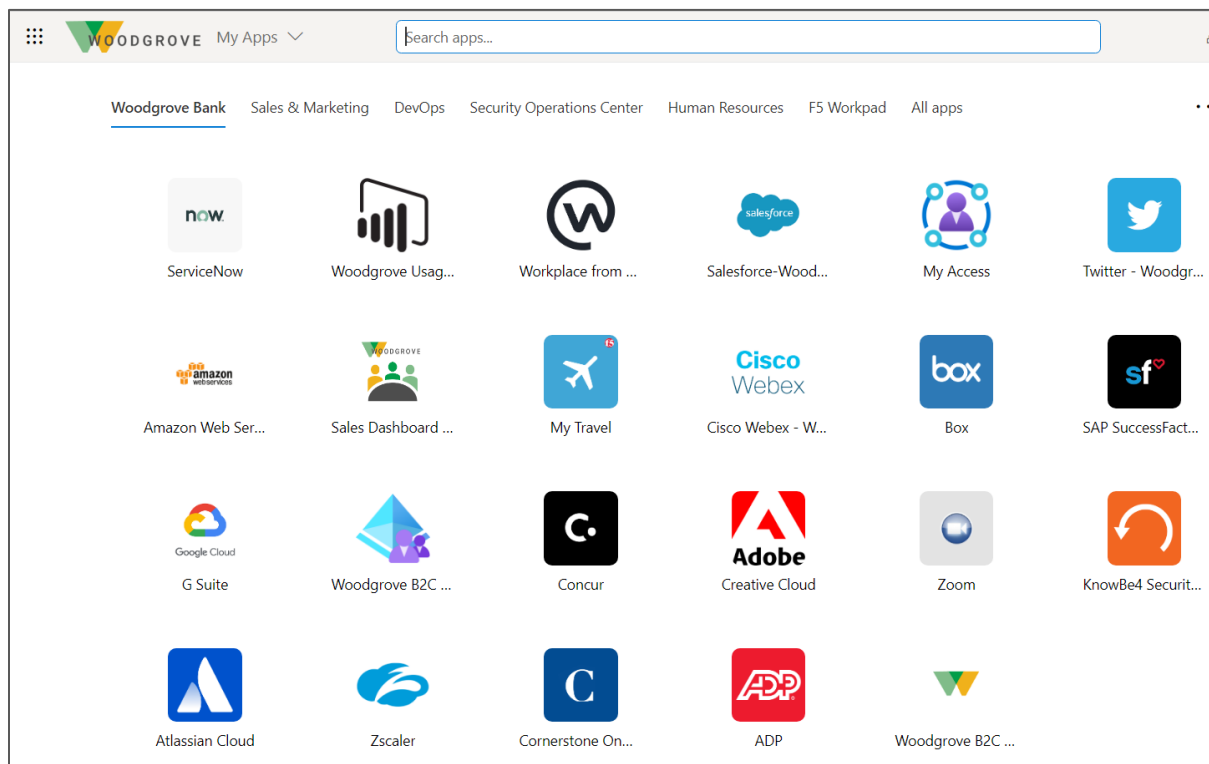 WOODGROVE My Apps Search apps...
Woodgrove Bank Sales & Marketing DevOps Security Operations Center Human Resources F5 Workpad All apps
now.
salesforce
ServiceNow Woodgrove Usag... Workplace from ... Salesforce-Wood... My Access Twitter - Woodgr...
WOODGROVE
f5
amazon
webservices
Cisco
Webex
box
sf
Amazon Web Ser... Sales Dashboard ... My Travel Cisco Webex - W... Box SAP SuccessFact...
Google Cloud
C.
Adobe
G Suite Woodgrove B2C ... Concur Creative Cloud Zoom KnowBe4 Securit...
C
ADP
Atlassian Cloud Zscaler Cornerstone On... ADP Woodgrove B2C ...